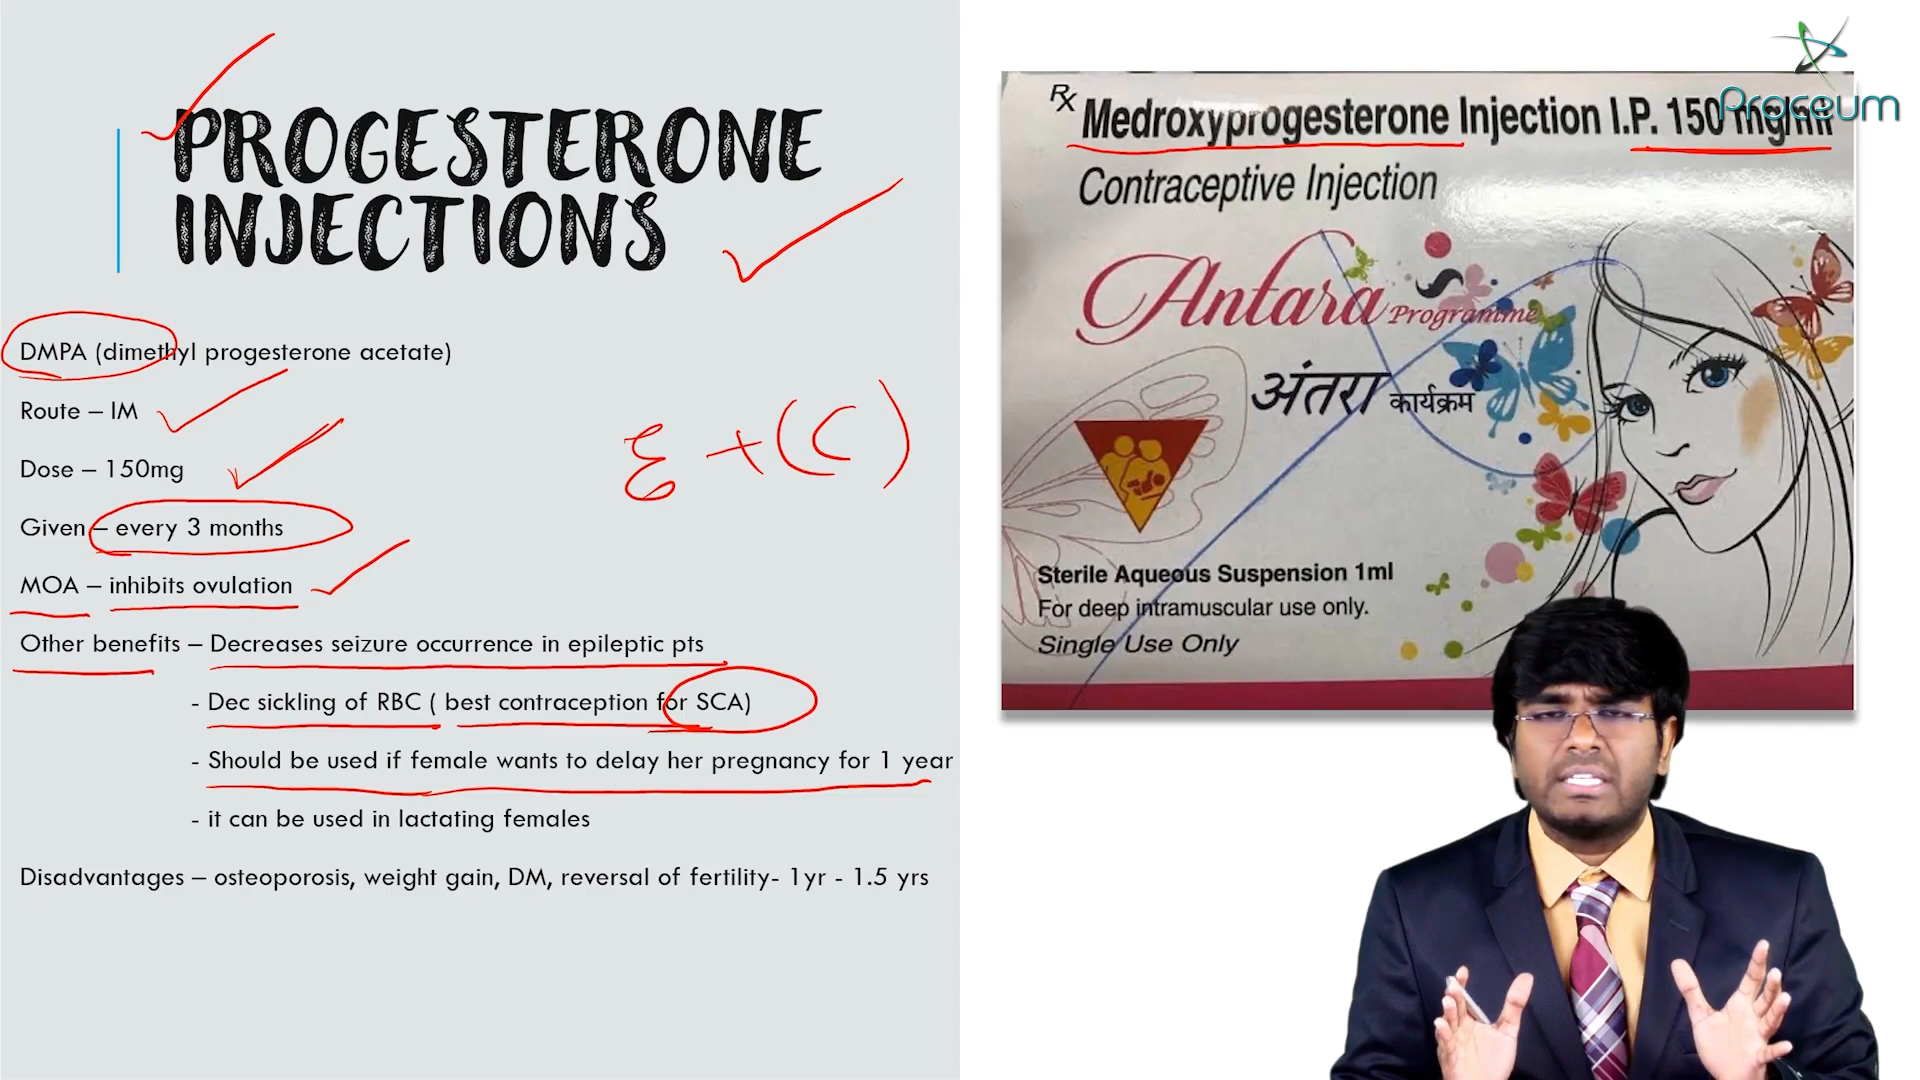 PROGESTERONE
INJECTIONS
DMPA (dimethyl progesterone acetate)
Route – IM
Dose – 150mg
Given – every 3 months
MOA – inhibits ovulation
Other benefits – Decreases seizure occurrence in epileptic pts
- Dec sickling of RBC ( best contraception for SCA)
- Should be used if female wants to delay her pregnancy for 1 year
- it can be used in lactating females
Disadvantages – osteoporosis, weight gain, DM, reversal of fertility- 1yr - 1.5 yrs
+ (C)
Proceum
Rx Medroxyprogesterone Injection I.P. 150 mg/ml
Contraceptive Injection
Antara Programme
अंतरा कार्यक्रम
Sterile Aqueous Suspension 1ml
For deep intramuscular use only.
Single Use Only